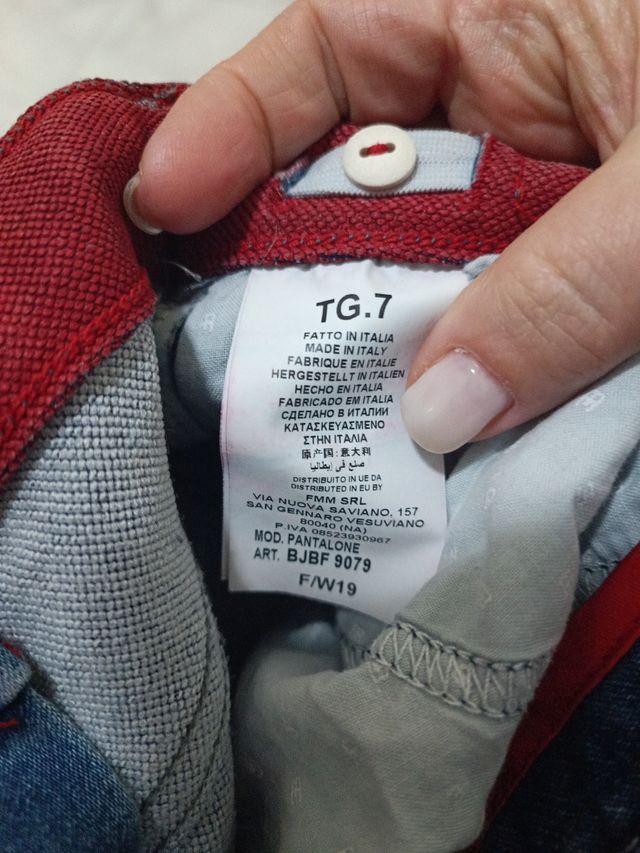 TG.7
FATTO IN ITALIA
MADE IN ITALY
FABRIQUE EN ITALIE
HERGESTELLT IN ITALIEN
HECHO EN ITALIA
FABRICADO EM ITALIA
СДЕЛАНО В ИТАЛИИ
ΚΑΤΑΣΚΕΥΑΣΜΕΝΟ
ΣΤΗΝ ΙΤΑΛΙΑ
原产国:意大利
صنع في إيطاليا
DISTRIBUITO IN UE DA
DISTRIBUTED IN EU BY
FMM SRL
VIA NUOVA SAVIANO, 157
SAN GENNARO VESUVIANO
80040 (NA)
P.IVA 08523930967
MOD. PANTALONE
ART. BJBF 9079
F/W19